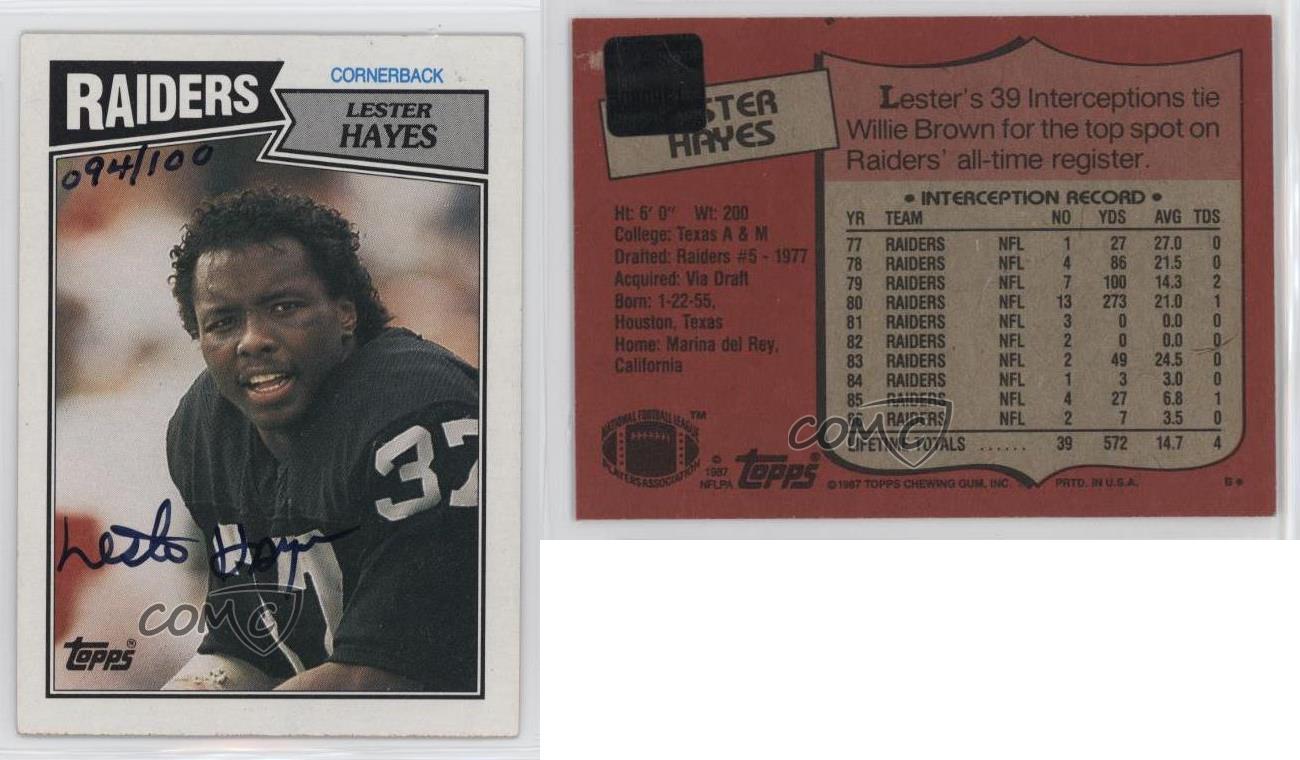 RAIDERS
CORNERBACK
LESTER
HAYES
094/100
37
Lester Hayes
COMC
Topps
LESTER
HAYES
Ht: 6' 0" Wt: 200
College: Texas A & M
Drafted: Raiders #5 - 1977
Acquired: Via Draft
Born: 1-22-55,
Houston, Texas
Home: Marina del Rey,
California
NATIONAL FOOTBALL LEAGUE
PLAYERS ASSOCIATION
TM
© 1987
NFLPA
Topps
Lester's 39 Interceptions tie
Willie Brown for the top spot on
Raiders' all-time register.
• INTERCEPTION RECORD •
YR TEAM NO YDS AVG TDS
77 RAIDERS NFL 1 27 27.0 0
78 RAIDERS NFL 4 86 21.5 0
79 RAIDERS NFL 7 100 14.3 2
80 RAIDERS NFL 13 273 21.0 1
81 RAIDERS NFL 3 0 0.0 0
82 RAIDERS NFL 2 0 0.0 0
83 RAIDERS NFL 2 49 24.5 0
84 RAIDERS NFL 1 3 3.0 0
85 RAIDERS NFL 4 27 6.8 1
86 RAIDERS NFL 2 7 3.5 0
LIFETIME TOTALS ...... 39 572 14.7 4
COMC
© 1987 TOPPS CHEWING GUM, INC. PRTD. IN U.S.A.